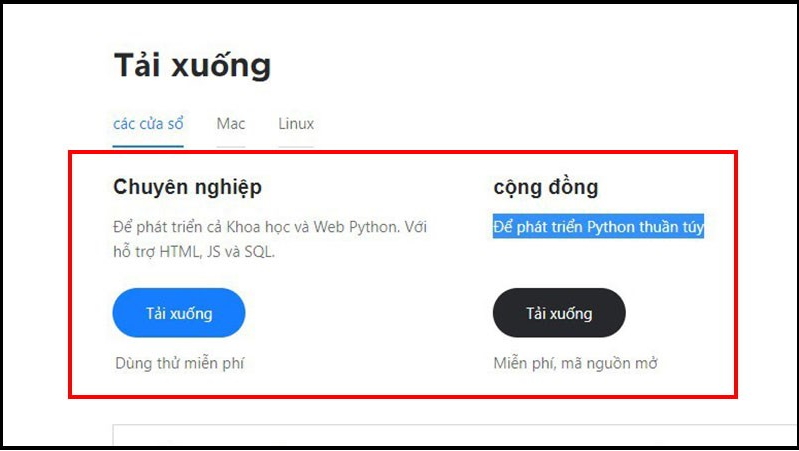 Tải xuống
các cửa sổ Mac Linux
Chuyên nghiệp
Để phát triển cả Khoa học và Web Python. Với
hỗ trợ HTML, JS và SQL.
Tải xuống
Dùng thử miễn phí
cộng đồng
Để phát triển Python thuần túy
Tải xuống
Miễn phí, mã nguồn mở